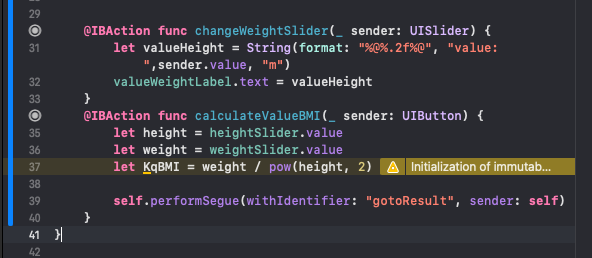 29
@IBAction func changeWeightSlider(_ sender: UISlider) {
31 let valueHeight = String(format: "%@%.2f%@", "value:
",sender.value, "m")
32 valueWeightLabel.text = valueHeight
33 }
@IBAction func calculateValueBMI(_ sender: UIButton) {
35 let height = heightSlider.value
36 let weight = weightSlider.value
37 let KqBMI = weight / pow(height, 2) Initialization of immutab...
38
39 self.performSegue(withIdentifier: "gotoResult", sender: self)
40 }
41 }
42